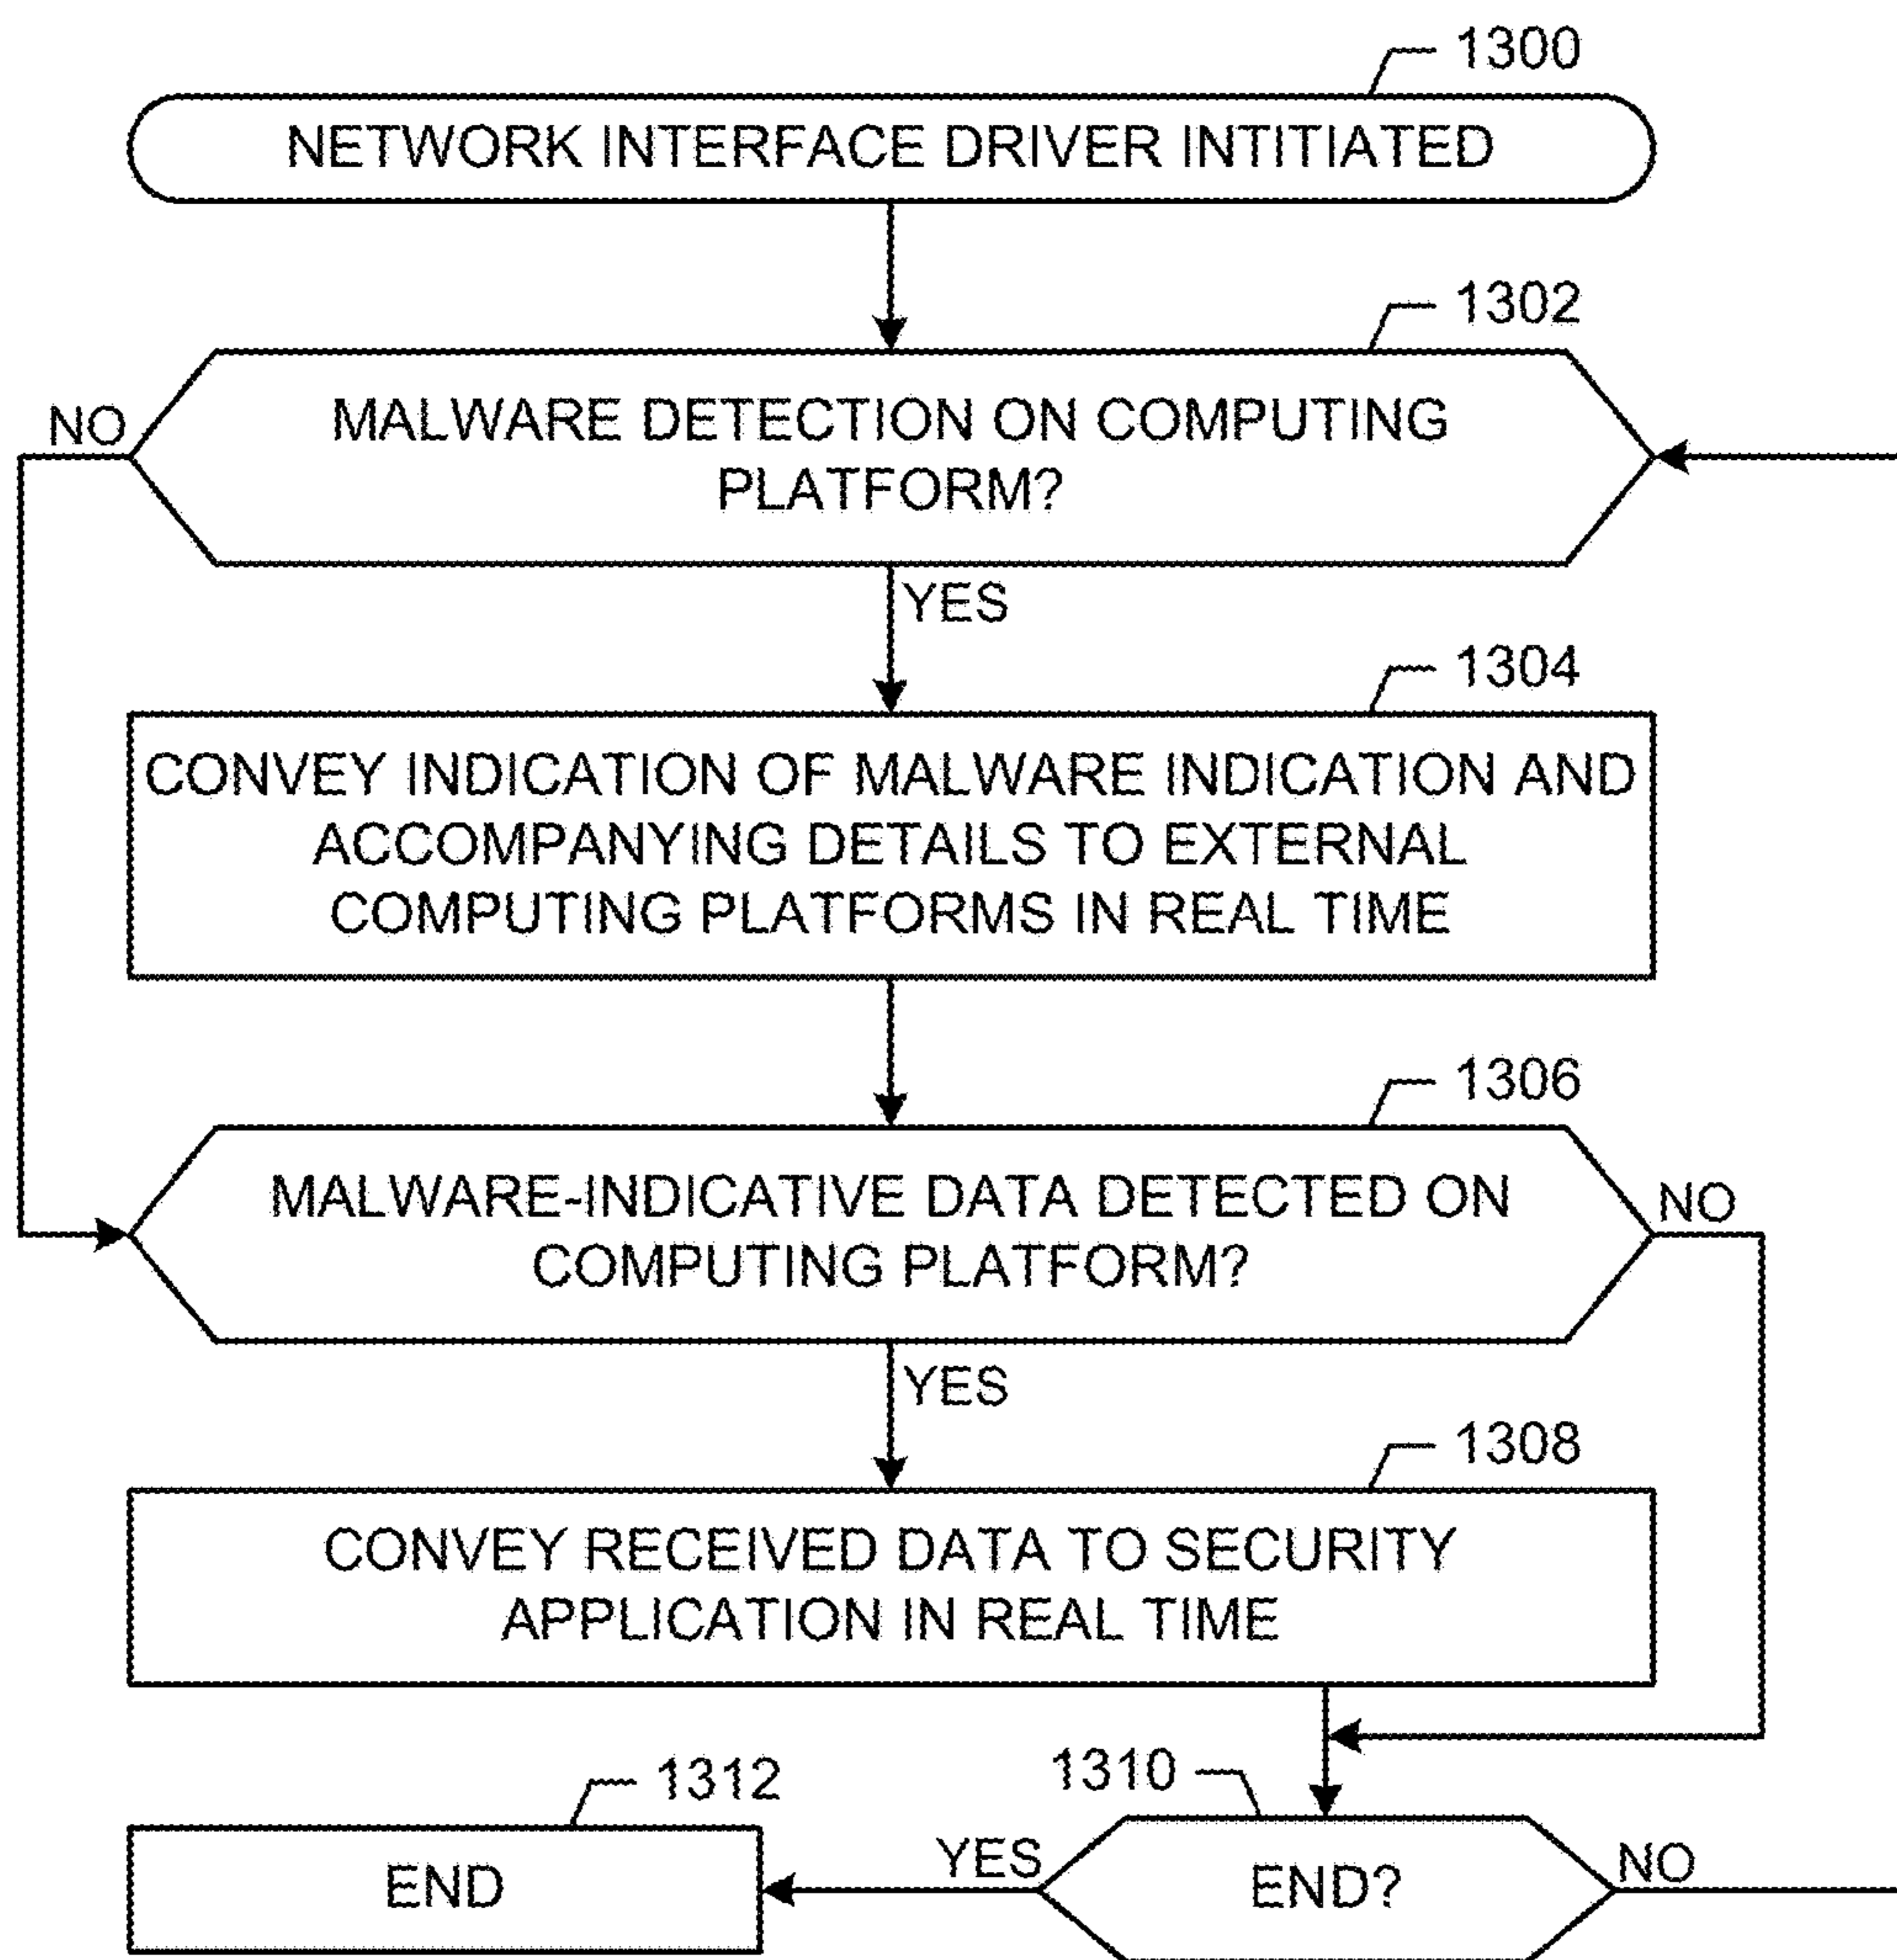 1300
NETWORK INTERFACE DRIVER INTITIATED
1302
NO
MALWARE DETECTION ON COMPUTING
PLATFORM?
YES
1304
CONVEY INDICATION OF MALWARE INDICATION AND
ACCOMPANYING DETAILS TO EXTERNAL
COMPUTING PLATFORMS IN REAL TIME
1306
MALWARE-INDICATIVE DATA DETECTED ON
COMPUTING PLATFORM?
NO
YES
1308
CONVEY RECEIVED DATA TO SECURITY
APPLICATION IN REAL TIME
1310
1312
END?
YES
NO
END